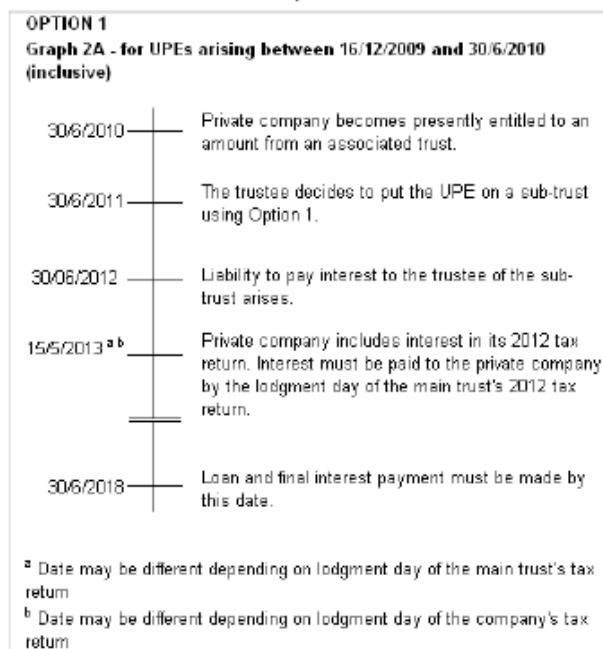 OPTION 1
Graph 2A - for UPEs arising between 16/12/2009 and 30/6/2010
(inclusive)
30/6/2010
Private company becomes presently entitled to an
amount from an associated trust.
30/6/2011
The trustee decides to put the UPE on a sub-trust
using Option 1.
30/06/2012
Liability to pay interest to the trustee of the sub-
trust arises.
15/5/2013 a b
Private company includes interest in its 2012 tax
return. Interest must be paid to the private company
by the lodgment day of the main trust's 2012 tax
return.
30/6/2018
Loan and final interest payment must be made by
this date.
a Date may be different depending on lodgment day of the main trust's tax
return
b Date may be different depending on lodgment day of the company's tax
return